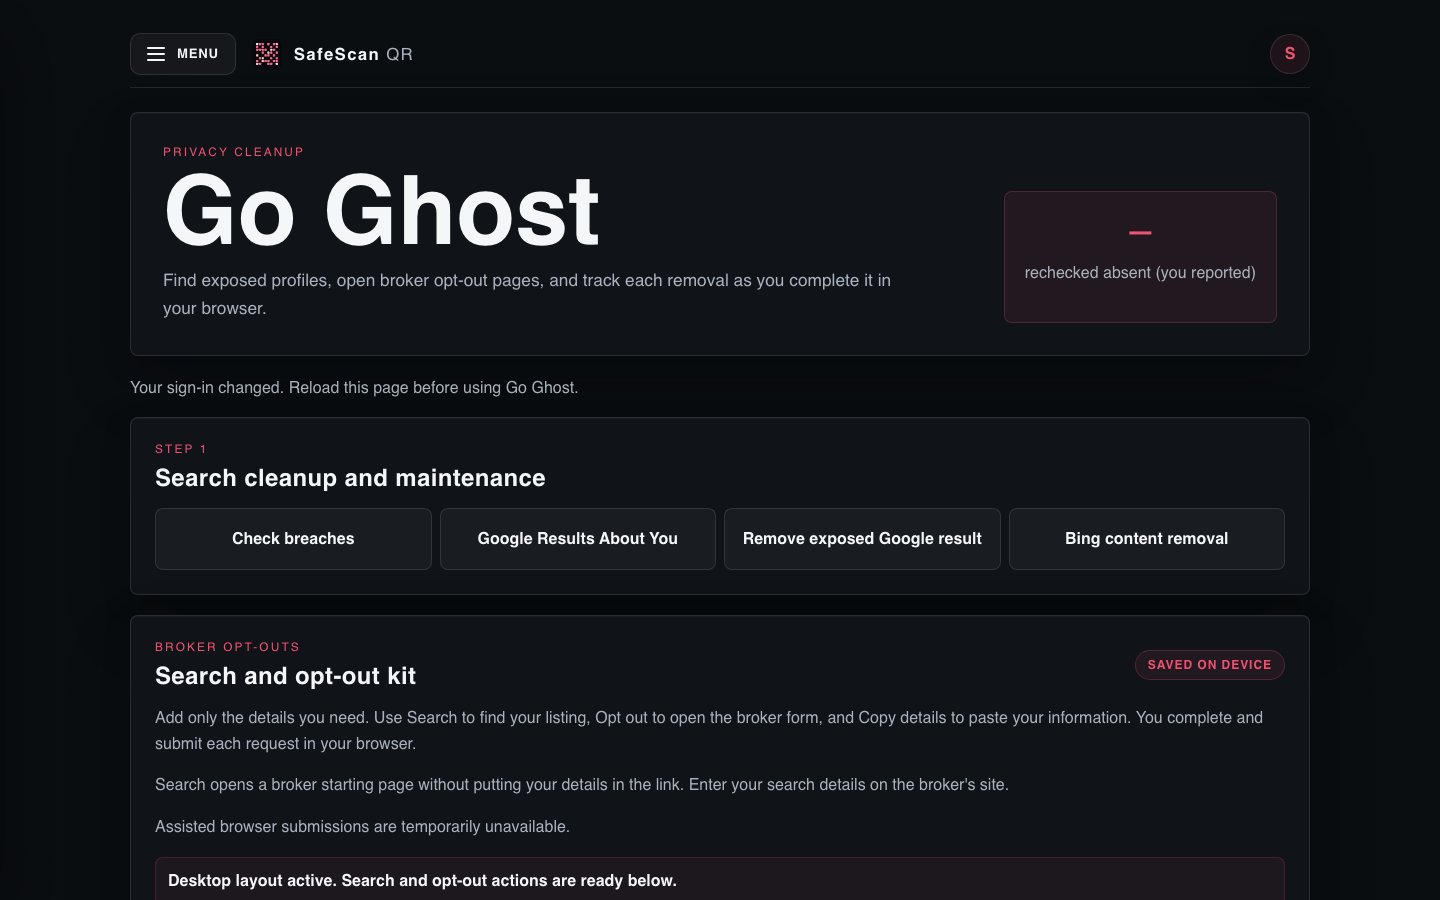 MENU
SafeScan QR
S
PRIVACY CLEANUP
Go Ghost
Find exposed profiles, open broker opt-out pages, and track each removal as you complete it in
your browser.
—
rechecked absent (you reported)
Your sign-in changed. Reload this page before using Go Ghost.
STEP 1
Search cleanup and maintenance
Check breaches
Google Results About You
Remove exposed Google result
Bing content removal
BROKER OPT-OUTS
Search and opt-out kit
SAVED ON DEVICE
Add only the details you need. Use Search to find your listing, Opt out to open the broker form, and Copy details to paste your information. You complete and
submit each request in your browser.
Search opens a broker starting page without putting your details in the link. Enter your search details on the broker's site.
Assisted browser submissions are temporarily unavailable.
Desktop layout active. Search and opt-out actions are ready below.